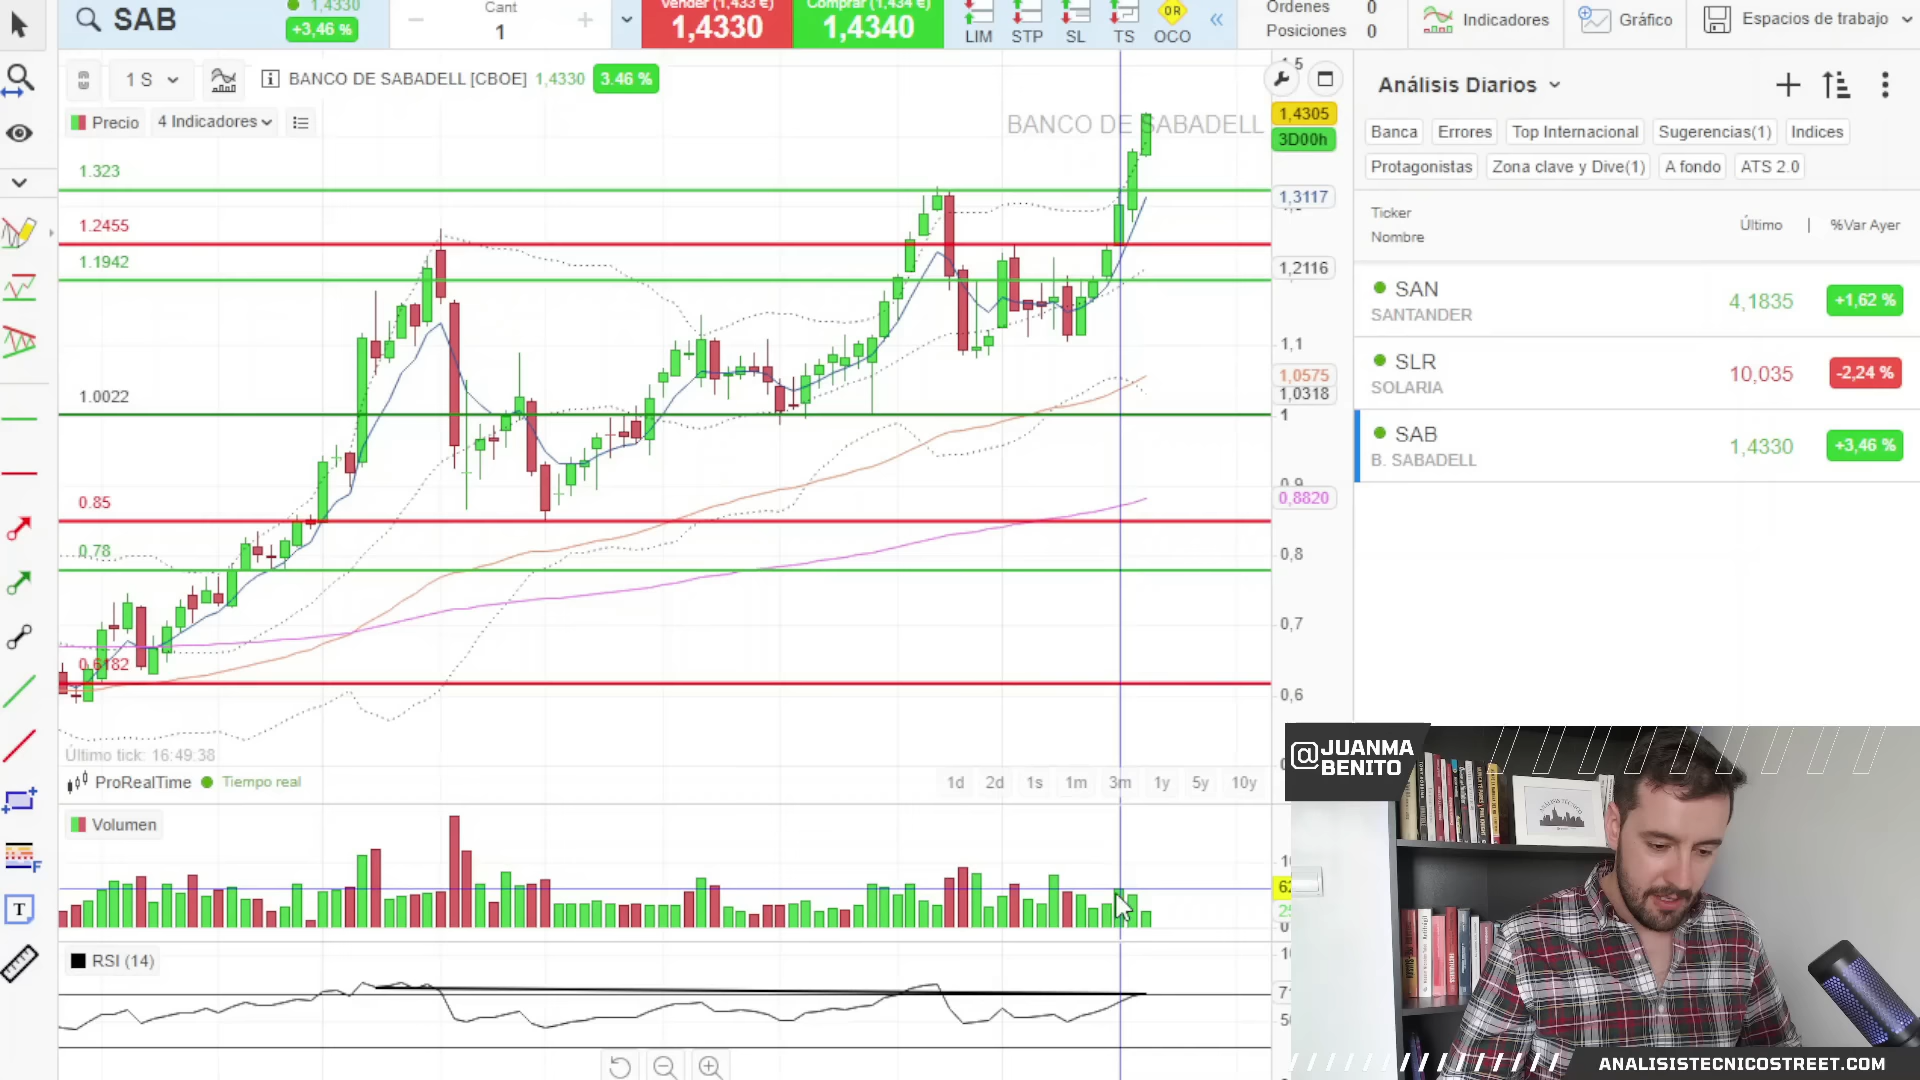 SAB
1,4330
+3,46 %
Cant
1
Vender (1,433 €)
1,4330
Comprar (1,434 €)
1,4340
LIM
STP
SL
TS
OR
OCO
Órdenes 0
Posiciones 0
Indicadores
Gráfico
Espacios de trabajo
1 S
BANCO DE SABADELL [CBOE] 1,4330 3.46 %
Precio
4 Indicadores
BANCO DE SABADELL
1.323
1.2455
1.1942
1.0022
0.85
0.78
0.6182
1,4305
3D00h
1,3117
1,2116
1,1
1,0575
1,0318
1
0,8820
0,8
0,7
0,6
Último tick: 16:49:38
ProRealTime
Tiempo real
1d 2d 1s 1m 3m 1y 5y 10y
Volumen
RSI (14)
T
F
Análisis Diarios
Banca
Errores
Top Internacional
Sugerencias(1)
Indices
Protagonistas
Zona clave y Dive(1)
A fondo
ATS 2.0
Ticker
Nombre
Último
%Var Ayer
SAN
SANTANDER
4,1835
+1,62 %
SLR
SOLARIA
10,035
-2,24 %
SAB
B. SABADELL
1,4330
+3,46 %
@JUANMA
BENITO
ANALISISTECNICOSTREET.COM